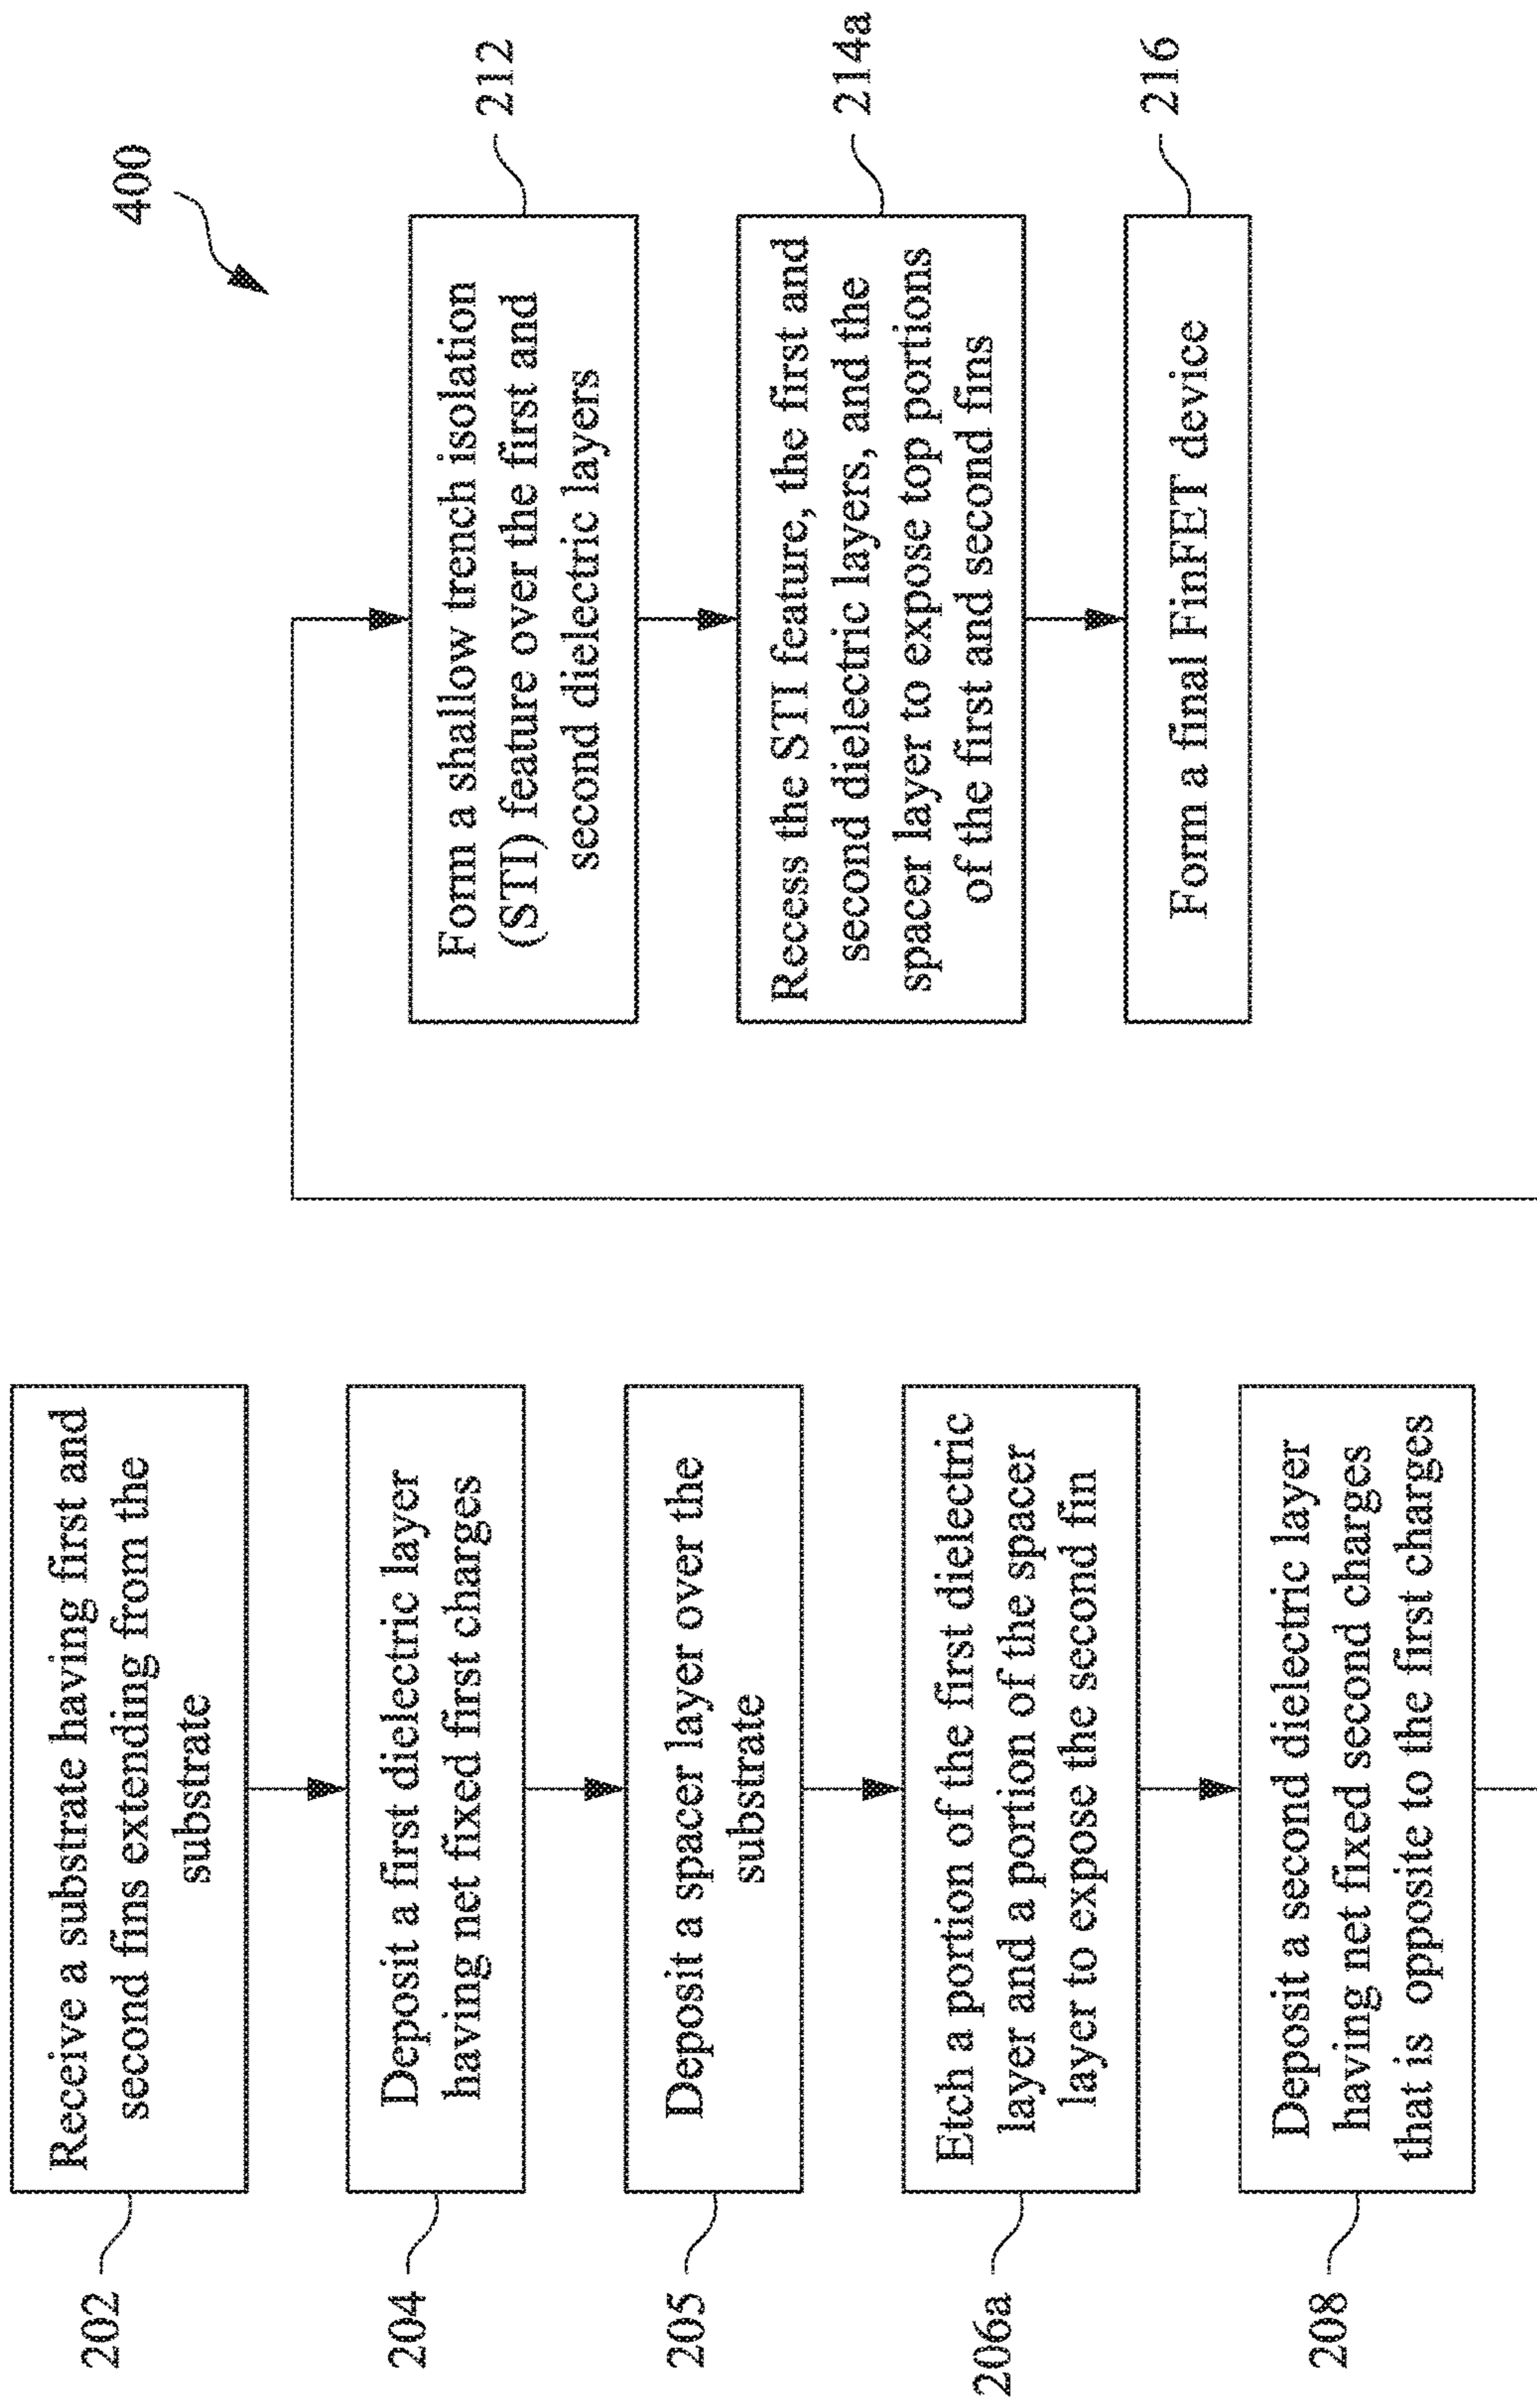 400
202
Receive a substrate having first and
second fins extending from the
substrate
204
Deposit a first dielectric layer
having net fixed first charges
205
Deposit a spacer layer over the
substrate
206a
Etch a portion of the first dielectric
layer and a portion of the spacer
layer to expose the second fin
208
Deposit a second dielectric layer
having net fixed second charges
that is opposite to the first charges
212
Form a shallow trench isolation
(STI) feature over the first and
second dielectric layers
214a
Recess the STI feature, the first and
second dielectric layers, and the
spacer layer to expose top portions
of the first and second fins
216
Form a final FinFET device